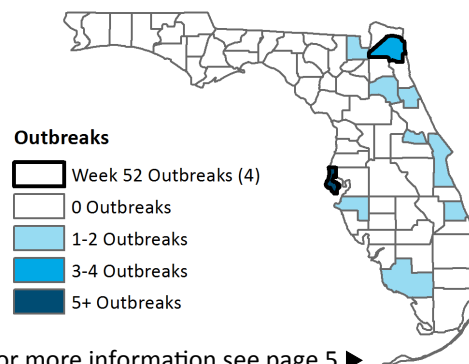 Outbreaks
Week 52 Outbreaks (4)
0 Outbreaks
1-2 Outbreaks
3-4 Outbreaks
5+ Outbreaks
or more information see page 5 ►